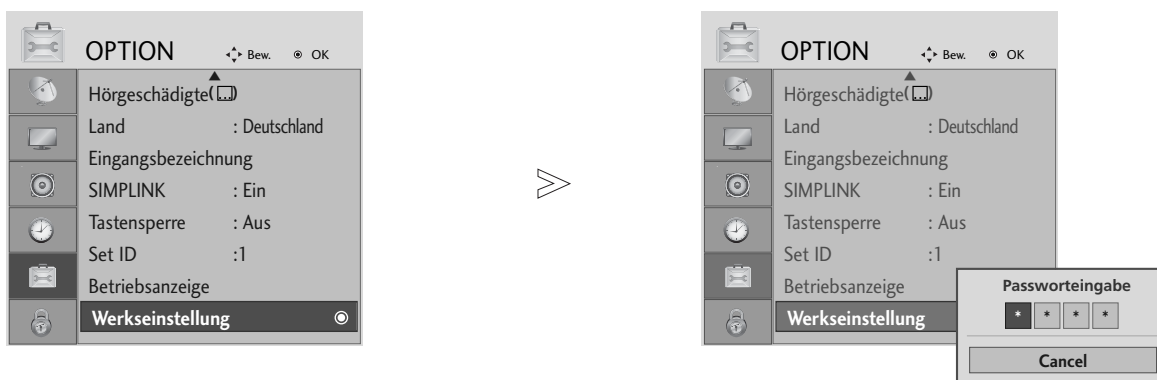 OPTION Bew. OK
Hörgeschädigte( )
Land : Deutschland
Eingangsbezeichnung
SIMPLINK : Ein
Tastensperre : Aus
Set ID :1
Betriebsanzeige
Werkseinstellung
OPTION Bew. OK
Hörgeschädigte( )
Land : Deutschland
Eingangsbezeichnung
SIMPLINK : Ein
Tastensperre : Aus
Set ID :1
Betriebsanzeige
Werkseinstellung
Passworteingabe
* * * *
Cancel